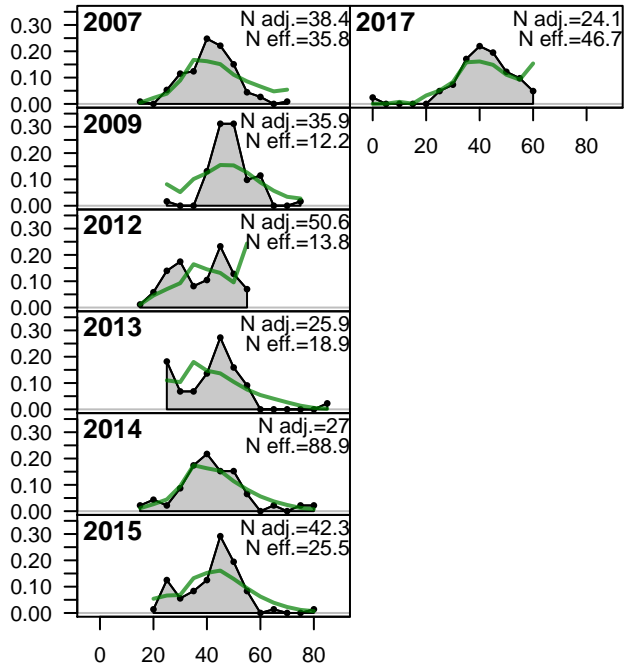 2007
N adj.=38.4
N eff.=35.8
0.30
0.20
0.10
0.00
2017
N adj.=24.1
N eff.=46.7
0 20 40 60 80
2009
N adj.=35.9
N eff.=12.2
0.30
0.20
0.10
0.00
2012
N adj.=50.6
N eff.=13.8
0.30
0.20
0.10
0.00
2013
N adj.=25.9
N eff.=18.9
0.30
0.20
0.10
0.00
2014
N adj.=27
N eff.=88.9
0.30
0.20
0.10
0.00
2015
N adj.=42.3
N eff.=25.5
0.30
0.20
0.10
0.00
0 20 40 60 80